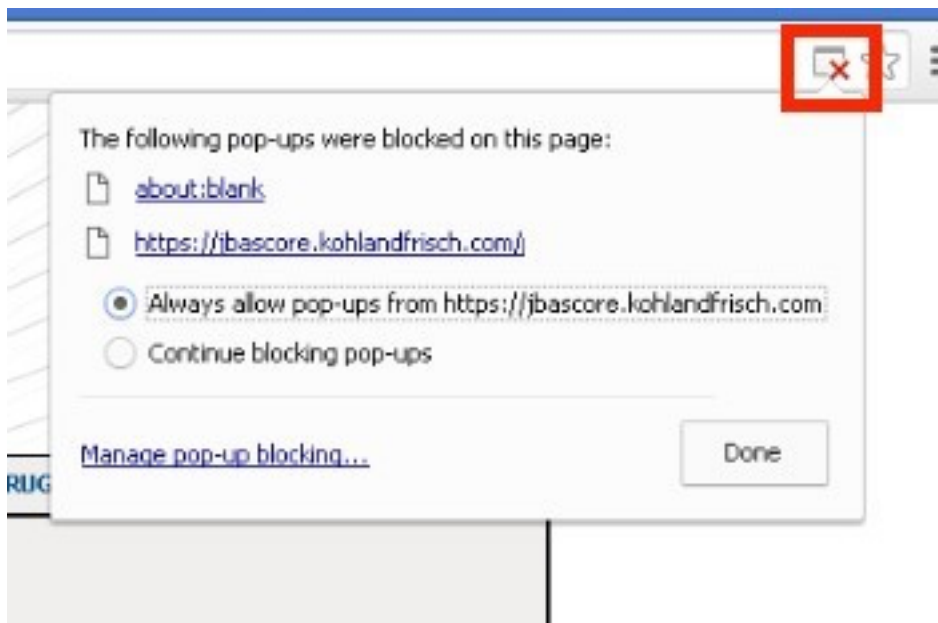 The following pop-ups were blocked on this page:
about:blank
https://jbascore.kohlandfrisch.com/j
Always allow pop-ups from https://jbascore.kohlandfrisch.com
Continue blocking pop-ups
Manage pop-up blocking...
Done
RUG